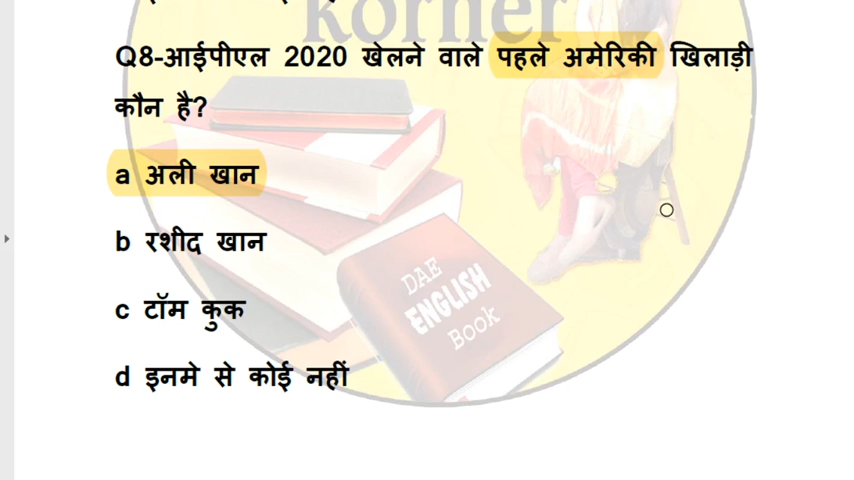 korner
Q8-आईपीएल 2020 खेलने वाले पहले अमेरिकी खिलाड़ी
कौन है?
a अली खान
b रशीद खान
c टॉम कुक
d इनमे से कोई नहीं
DAE
ENGLISH
Book